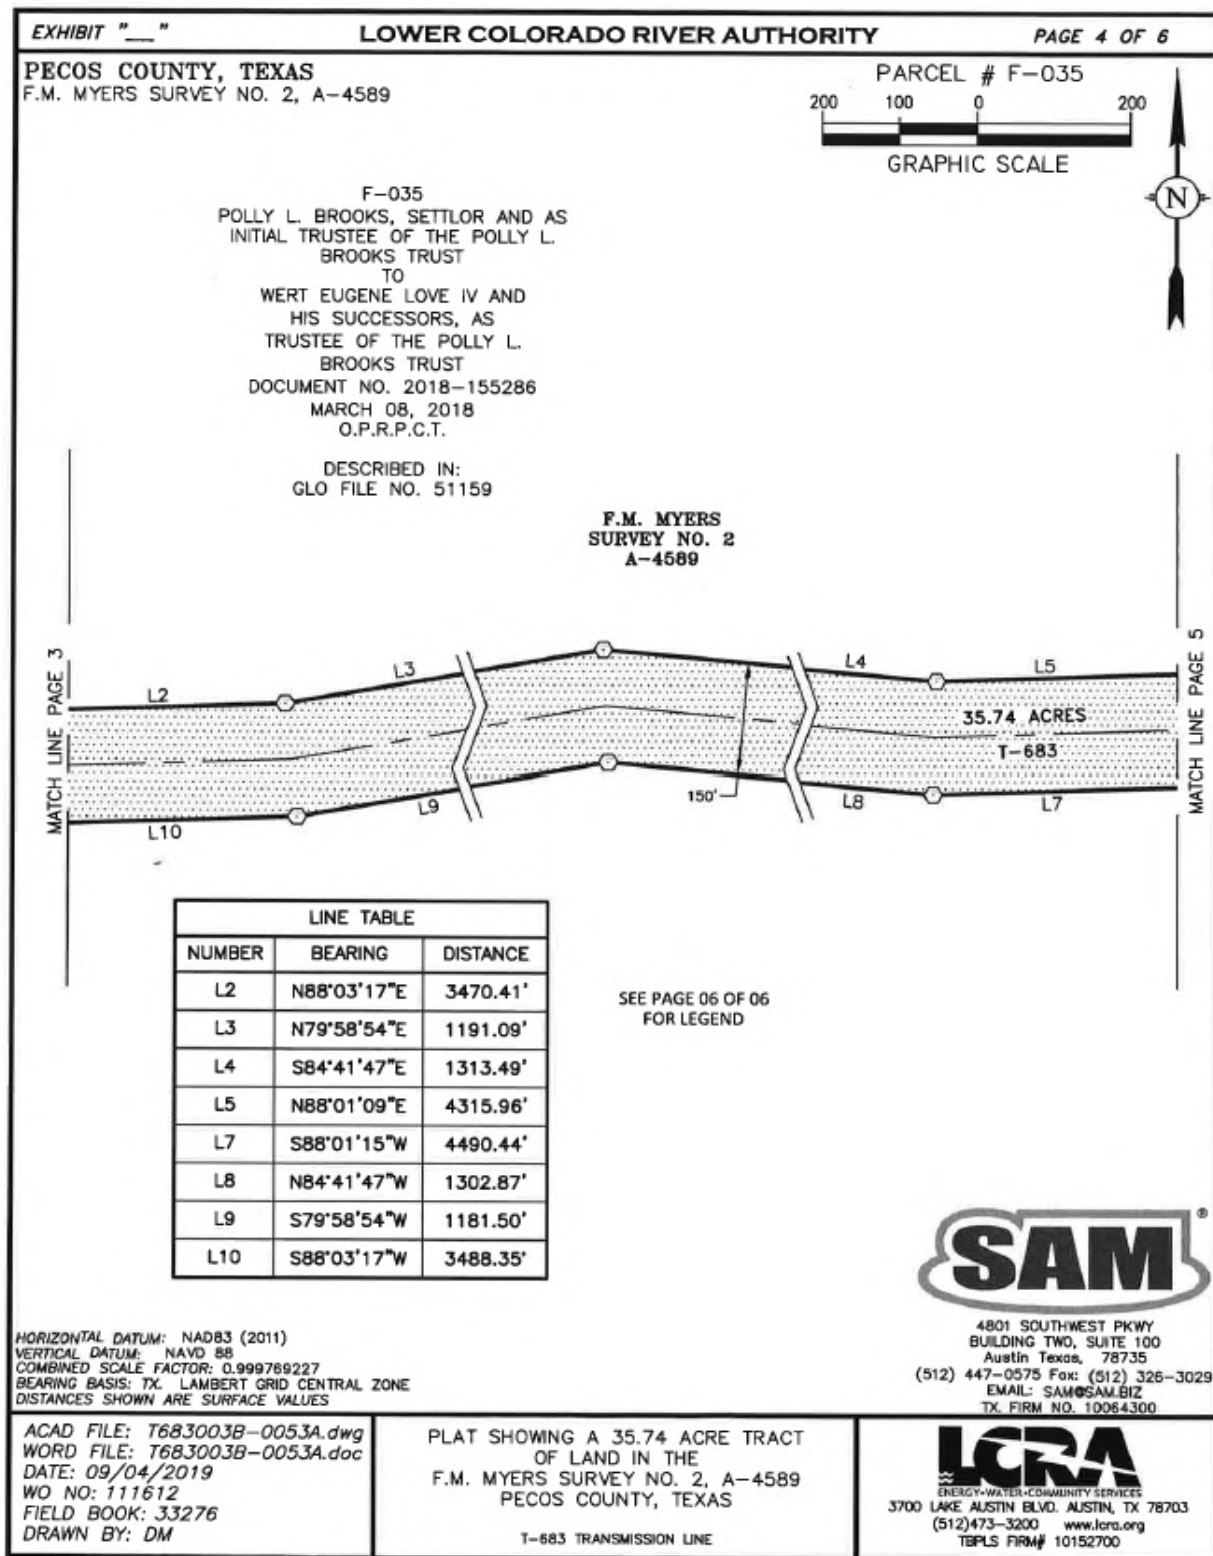 EXHIBIT "__"
LOWER COLORADO RIVER AUTHORITY
PAGE 4 OF 6
PECOS COUNTY, TEXAS
F.M. MYERS SURVEY NO. 2, A-4589
PARCEL # F-035
200 100 0 200
GRAPHIC SCALE
N
F-035
POLLY L. BROOKS, SETTLOR AND AS
INITIAL TRUSTEE OF THE POLLY L.
BROOKS TRUST
TO
WERT EUGENE LOVE IV AND
HIS SUCCESSORS, AS
TRUSTEE OF THE POLLY L.
BROOKS TRUST
DOCUMENT NO. 2018-155286
MARCH 08, 2018
O.P.R.P.C.T.
DESCRIBED IN:
GLO FILE NO. 51159
F.M. MYERS
SURVEY NO. 2
A-4589
MATCH LINE PAGE 3
L2
L3
L4
L5
35.74 ACRES
T-683
150'
L10
L9
L8
L7
MATCH LINE PAGE 5
LINE TABLE
NUMBER BEARING DISTANCE
L2 N88°03'17"E 3470.41'
L3 N79°58'54"E 1191.09'
L4 S84°41'47"E 1313.49'
L5 N88°01'09"E 4315.96'
L7 S88°01'15"W 4490.44'
L8 N84°41'47"W 1302.87'
L9 S79°58'54"W 1181.50'
L10 S88°03'17"W 3488.35'
SEE PAGE 06 OF 06
FOR LEGEND
SAM®
4801 SOUTHWEST PKWY
BUILDING TWO, SUITE 100
Austin Texas, 78735
(512) 447-0575 Fax: (512) 326-3029
EMAIL: SAM@SAM.BIZ
TX. FIRM NO. 10064300
HORIZONTAL DATUM: NAD83 (2011)
VERTICAL DATUM: NAVD 88
COMBINED SCALE FACTOR: 0.999769227
BEARING BASIS: TX. LAMBERT GRID CENTRAL ZONE
DISTANCES SHOWN ARE SURFACE VALUES
ACAD FILE: T683003B-0053A.dwg
WORD FILE: T683003B-0053A.doc
DATE: 09/04/2019
WO NO: 111612
FIELD BOOK: 33276
DRAWN BY: DM
PLAT SHOWING A 35.74 ACRE TRACT
OF LAND IN THE
F.M. MYERS SURVEY NO. 2, A-4589
PECOS COUNTY, TEXAS
T-683 TRANSMISSION LINE
LCRA
ENERGY•WATER•COMMUNITY SERVICES
3700 LAKE AUSTIN BLVD. AUSTIN, TX 78703
(512)473-3200 www.lcra.org
TBPLS FIRM# 10152700